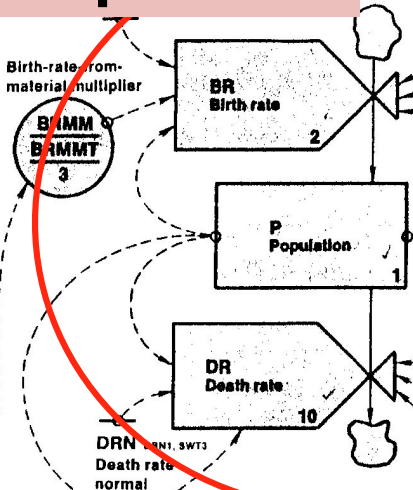 Birth-rate-from-
material-multiplier
BRMM
BRMMT
3
BR
Birth rate
2
P
Population
1
DR
Death rate
10
DRN DRN1, SWT3
Death rate
normal